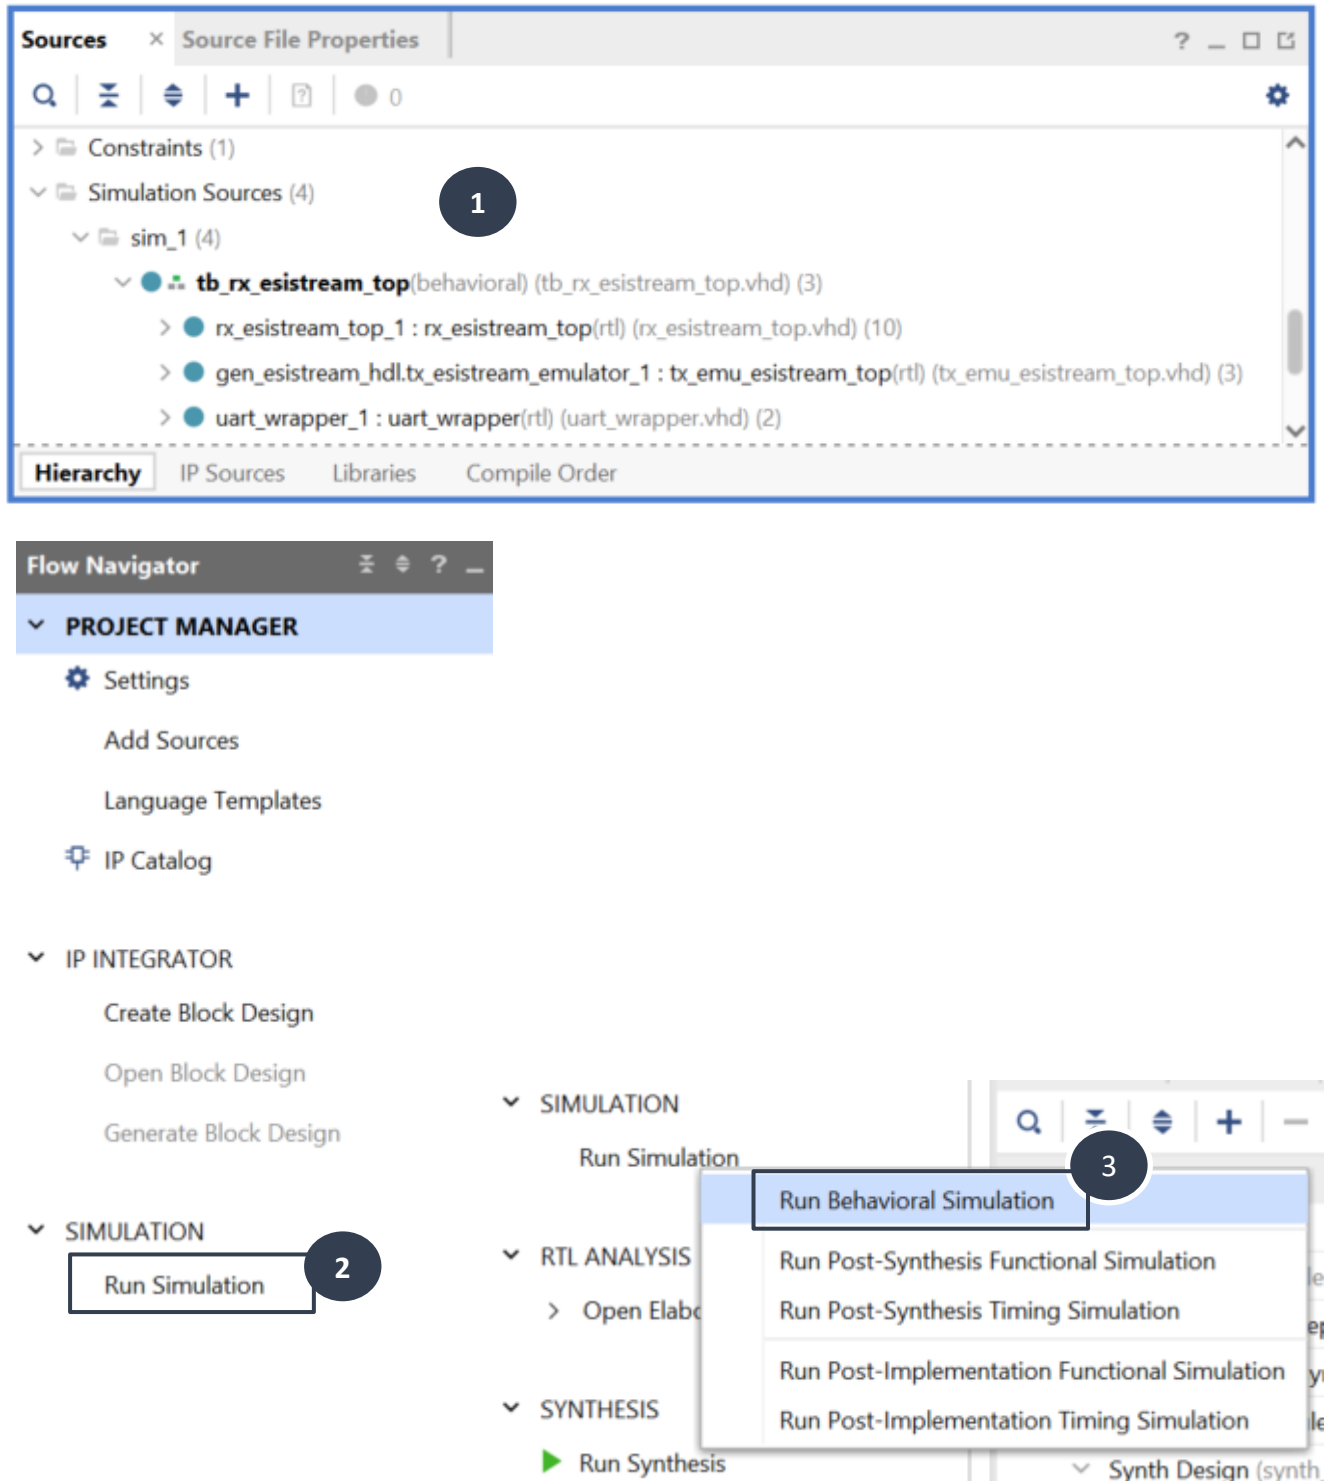 Sources × Source File Properties ?
0
Constraints (1)
Simulation Sources (4)
1
sim_1 (4)
tb_rx_esistream_top(behavioral) (tb_rx_esistream_top.vhd) (3)
rx_esistream_top_1 : rx_esistream_top(rtl) (rx_esistream_top.vhd) (10)
gen_esistream_hdl.tx_esistream_emulator_1 : tx_emu_esistream_top(rtl) (tx_emu_esistream_top.vhd) (3)
uart_wrapper_1 : uart_wrapper(rtl) (uart_wrapper.vhd) (2)
Hierarchy IP Sources Libraries Compile Order
Flow Navigator ?
PROJECT MANAGER
Settings
Add Sources
Language Templates
IP Catalog
IP INTEGRATOR
Create Block Design
Open Block Design
Generate Block Design
SIMULATION
Run Simulation
2
SIMULATION
Run Simulation
3
Run Behavioral Simulation
RTL ANALYSIS
Run Post-Synthesis Functional Simulation
Open Elabo
Run Post-Synthesis Timing Simulation
Run Post-Implementation Functional Simulation
SYNTHESIS
Run Post-Implementation Timing Simulation
Run Synthesis
Synth Design (synth